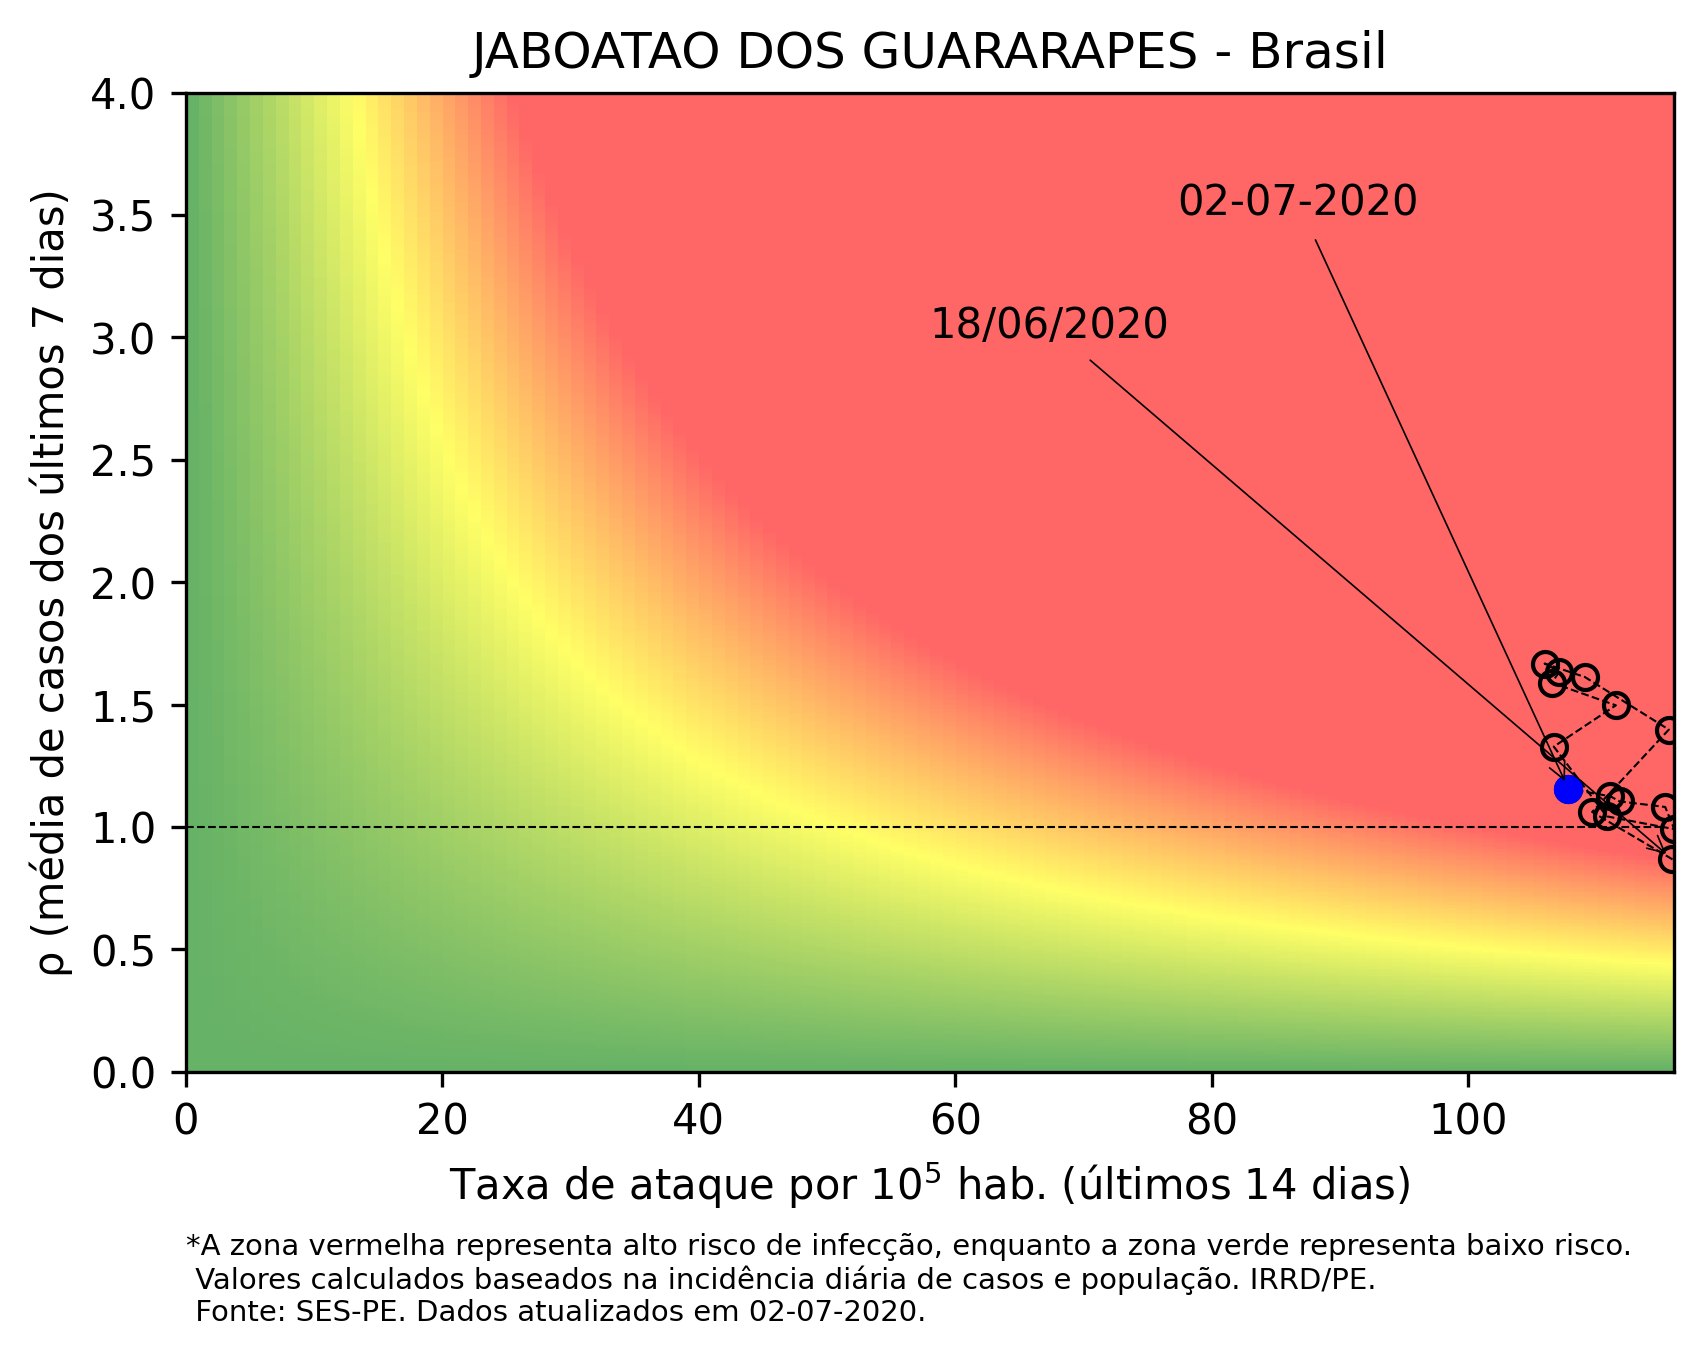 JABOATAO DOS GUARARAPES - Brasil
4.0
3.5
3.0
2.5
2.0
1.5
1.0
0.5
0.0
ρ (média de casos dos últimos 7 dias)
02-07-2020
18/06/2020
0 20 40 60 80 100
Taxa de ataque por 10⁵ hab. (últimos 14 dias)
*A zona vermelha representa alto risco de infecção, enquanto a zona verde representa baixo risco.
Valores calculados baseados na incidência diária de casos e população. IRRD/PE.
Fonte: SES-PE. Dados atualizados em 02-07-2020.